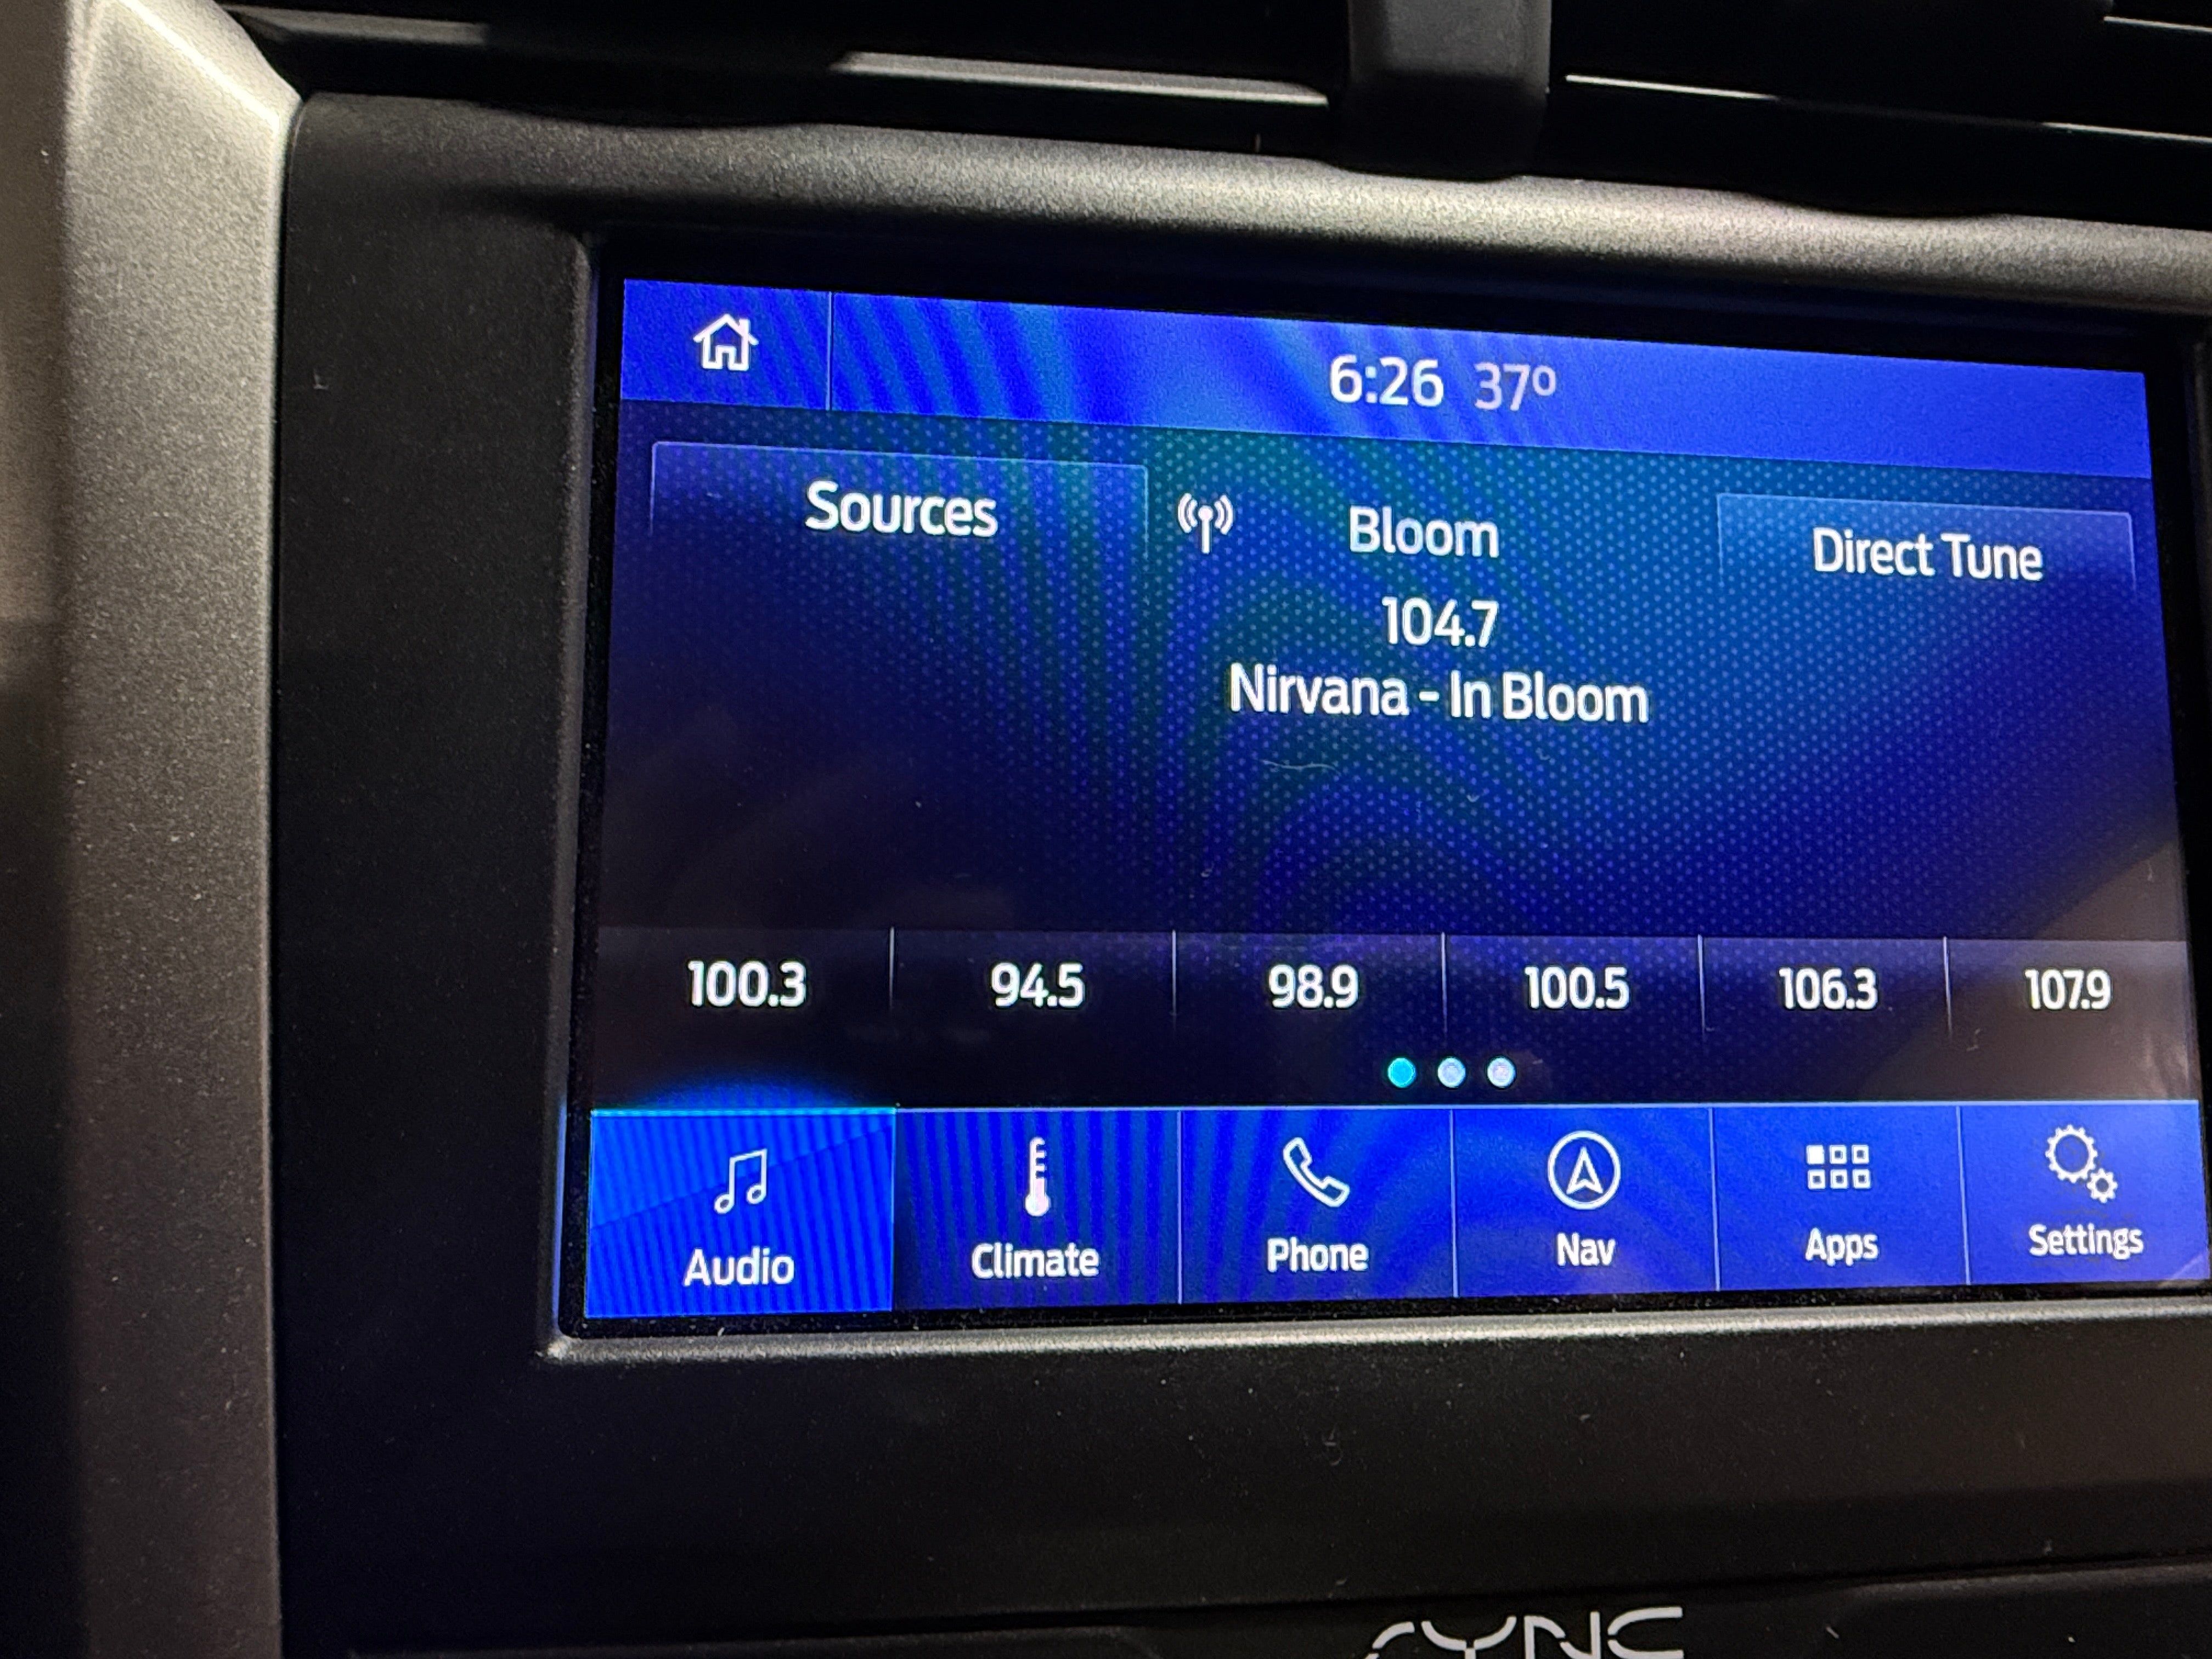 6:26 37º
Sources
Bloom
Direct Tune
104.7
Nirvana - In Bloom
100.3 94.5 98.9 100.5 106.3 107.9
Audio Climate Phone Nav Apps Settings
SYNC